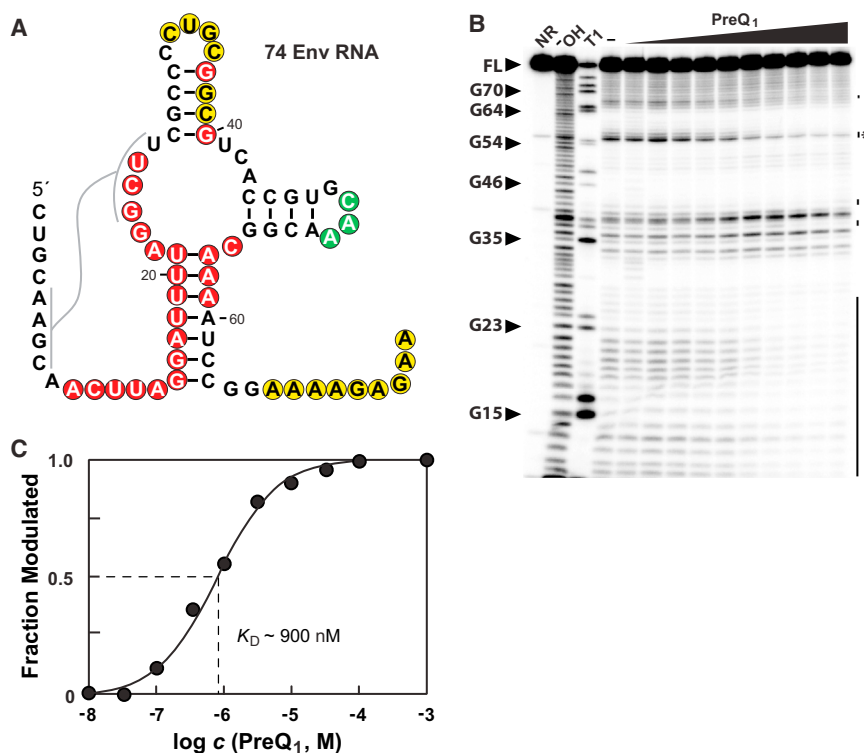 A
74 Env RNA
C U G C
C
C G
C G
C C
G G
40
U U C A
C
G
G
A
5´
C U G C A A G C
C C G U G
C A A
G G C A
C
U A
20 U A
U A
U A 60
A U
G C
A A C U U A G C
G G A A A A G A G A A
B
NR
-OH
T1
–
PreQ1
FL
G70
G64
G54
G46
G35
G23
G15
*
C
Fraction Modulated
1.0
0.5
0
KD ~ 900 nM
-8 -7 -6 -5 -4 -3
log c (PreQ1, M)